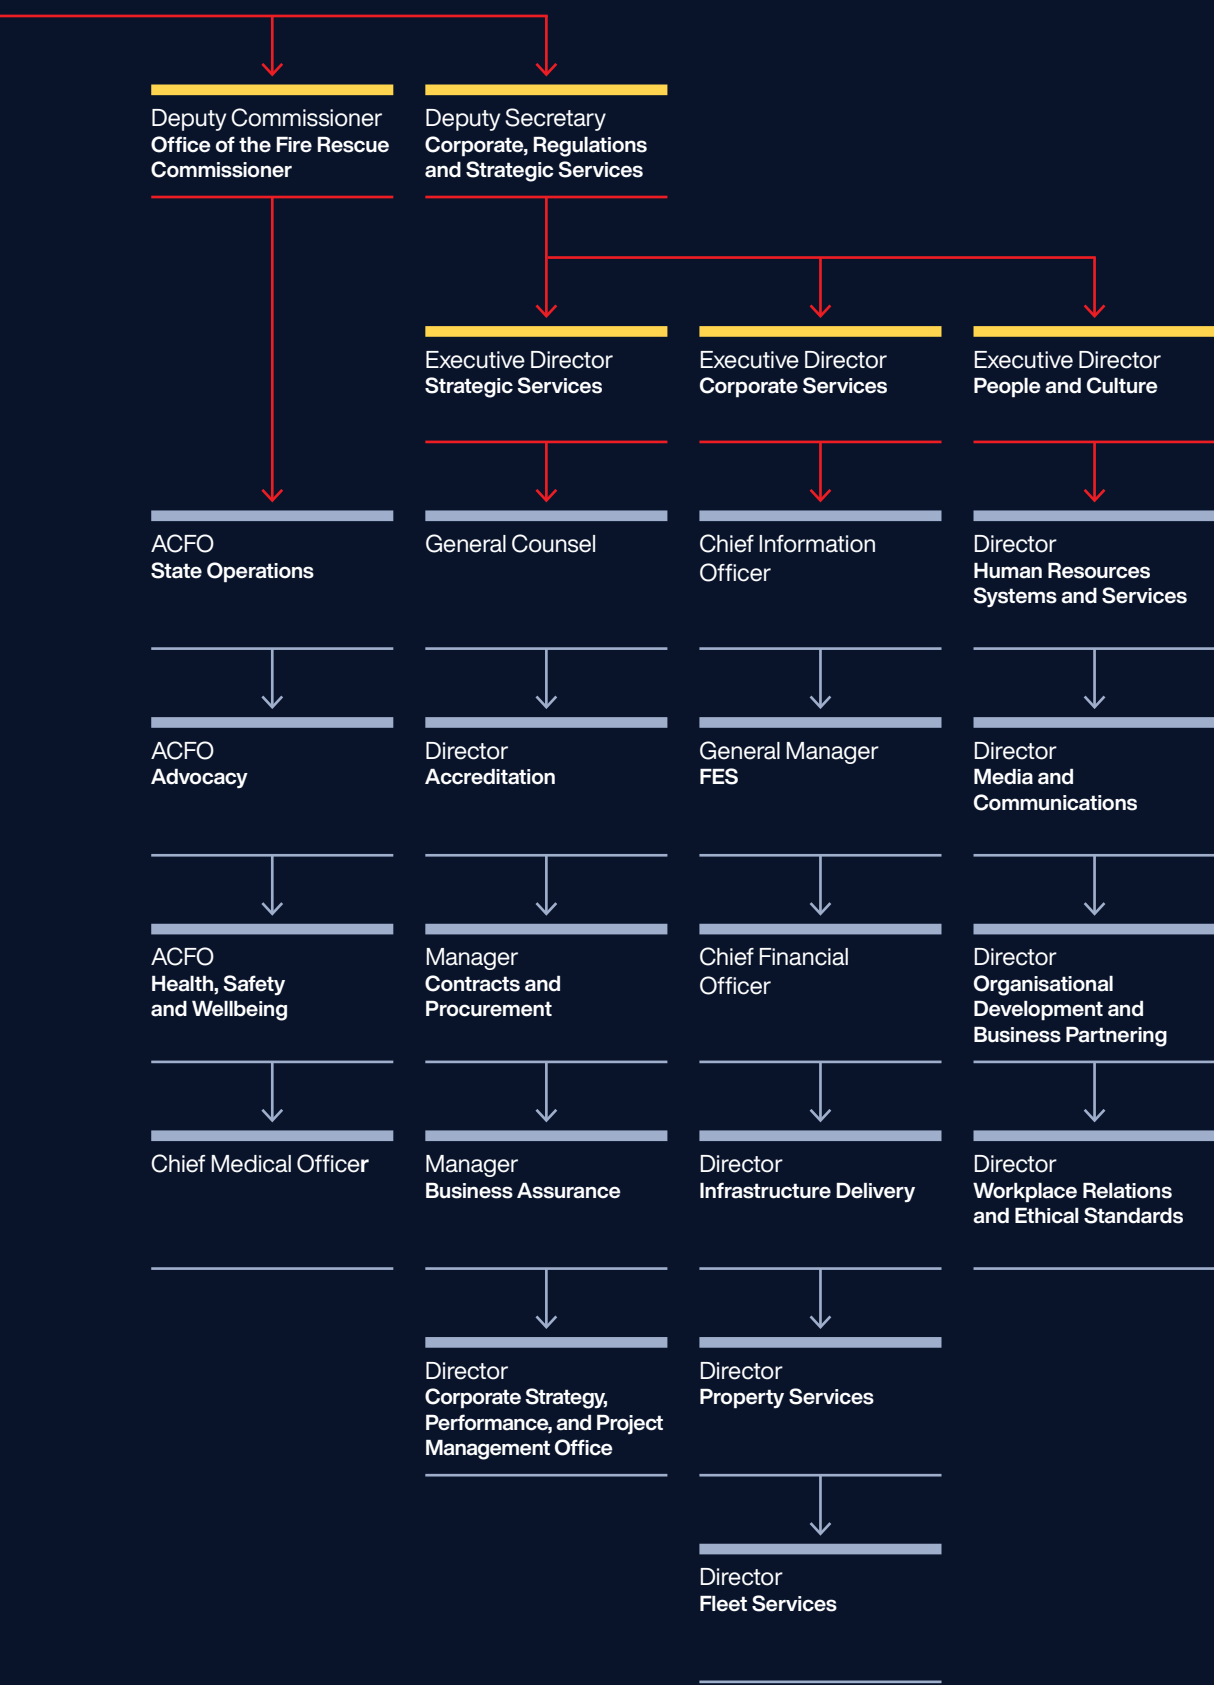 Deputy Commissioner
Office of the Fire Rescue
Commissioner
Deputy Secretary
Corporate, Regulations
and Strategic Services
Executive Director
Strategic Services
Executive Director
Corporate Services
Executive Director
People and Culture
ACFO
State Operations
General Counsel
Chief Information
Officer
Director
Human Resources
Systems and Services
ACFO
Advocacy
Director
Accreditation
General Manager
FES
Director
Media and
Communications
ACFO
Health, Safety
and Wellbeing
Manager
Contracts and
Procurement
Chief Financial
Officer
Director
Organisational
Development and
Business Partnering
Chief Medical Officer
Manager
Business Assurance
Director
Infrastructure Delivery
Director
Workplace Relations
and Ethical Standards
Director
Corporate Strategy,
Performance, and Project
Management Office
Director
Property Services
Director
Fleet Services